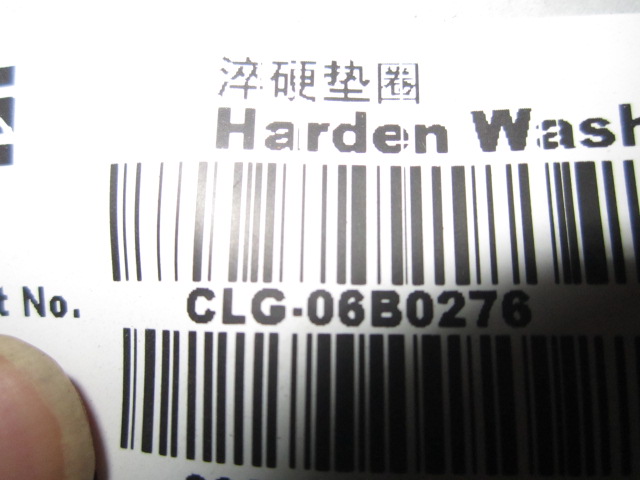 淬硬垫圈
Harden Wash
t No. CLG-06B0276